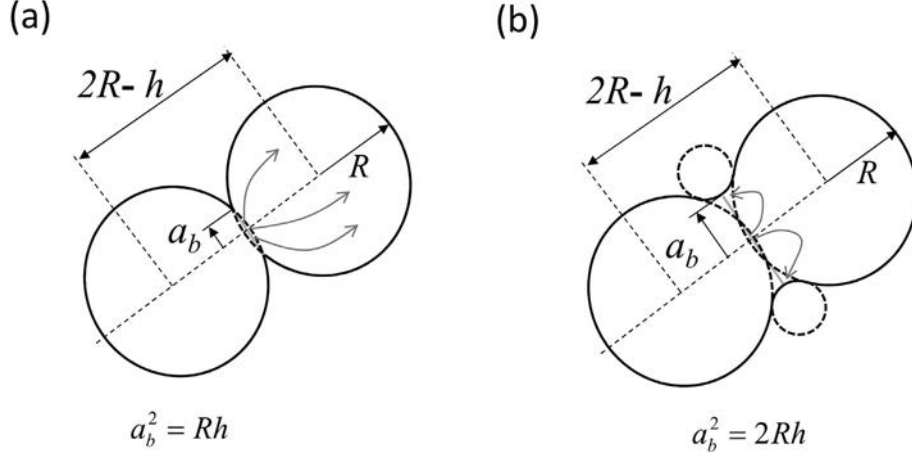 (a)
2R- h
R
a_b
a_b^2 = Rh
(b)
2R- h
R
a_b
a_b^2 = 2Rh